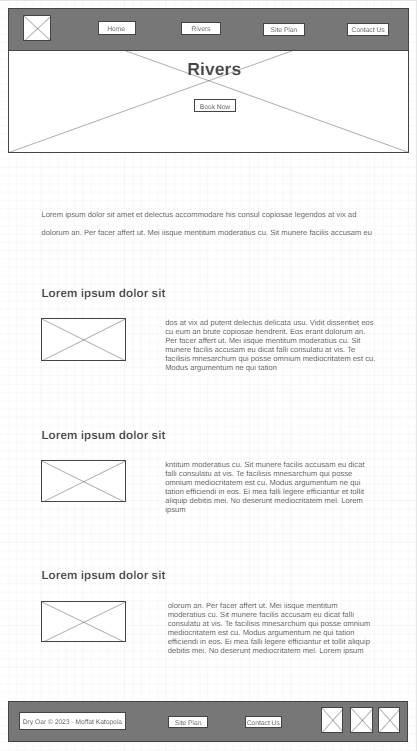 Home
Rivers
Site Plan
Contact Us
Rivers
Book Now
Lorem ipsum dolor sit amet et delectus accommodare his consul copiosae legendos at vix ad
dolorum an. Per facer affert ut. Mei iisque mentitum moderatius cu. Sit munere facilis accusam eu
Lorem ipsum dolor sit
dos at vix ad putent delectus delicata usu. Vidit dissentiet eos
cu eum an brute copiosae hendrerit. Eos erant dolorum an.
Per facer affert ut. Mei iisque mentitum moderatius cu. Sit
munere facilis accusam eu dicat falli consulatu at vis. Te
facilisis mnesarchum qui posse omnium mediocritatem est cu.
Modus argumentum ne qui tation
Lorem ipsum dolor sit
kntitum moderatius cu. Sit munere facilis accusam eu dicat
falli consulatu at vis. Te facilisis mnesarchum qui posse
omnium mediocritatem est cu. Modus argumentum ne qui
tation efficiendi in eos. Ei mea falli legere efficiantur et tollit
aliquip debitis mei. No deserunt mediocritatem mel. Lorem
ipsum
Lorem ipsum dolor sit
olorum an. Per facer affert ut. Mei iisque mentitum
moderatius cu. Sit munere facilis accusam eu dicat falli
consulatu at vis. Te facilisis mnesarchum qui posse omnium
mediocritatem est cu. Modus argumentum ne qui tation
efficiendi in eos. Ei mea falli legere efficiantur et tollit aliquip
debitis mei. No deserunt mediocritatem mel. Lorem ipsum
Dry Oar © 2023 - Moffat Katopola
Site Plan
Contact Us